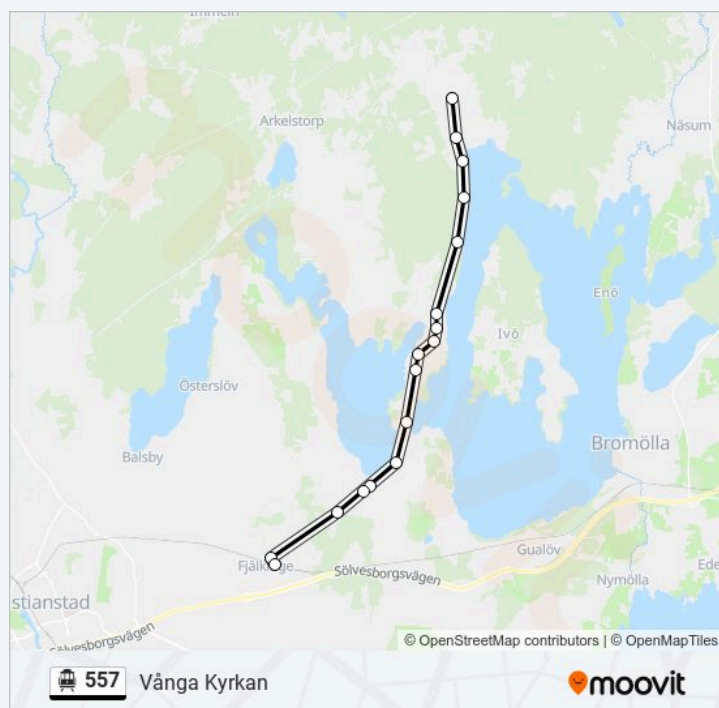 Immeln
Arkelstorp
Näsum
Enö
Ivö
Österslöv
Bromölla
Balsby
Gualöv
Fjälkinge
Sölvesborgsvägen
Nymölla
Ede
stianstad
Sölvesborgsvägen
© OpenStreetMap contributors | © OpenMapTiles
557 Vånga Kyrkan
moovit